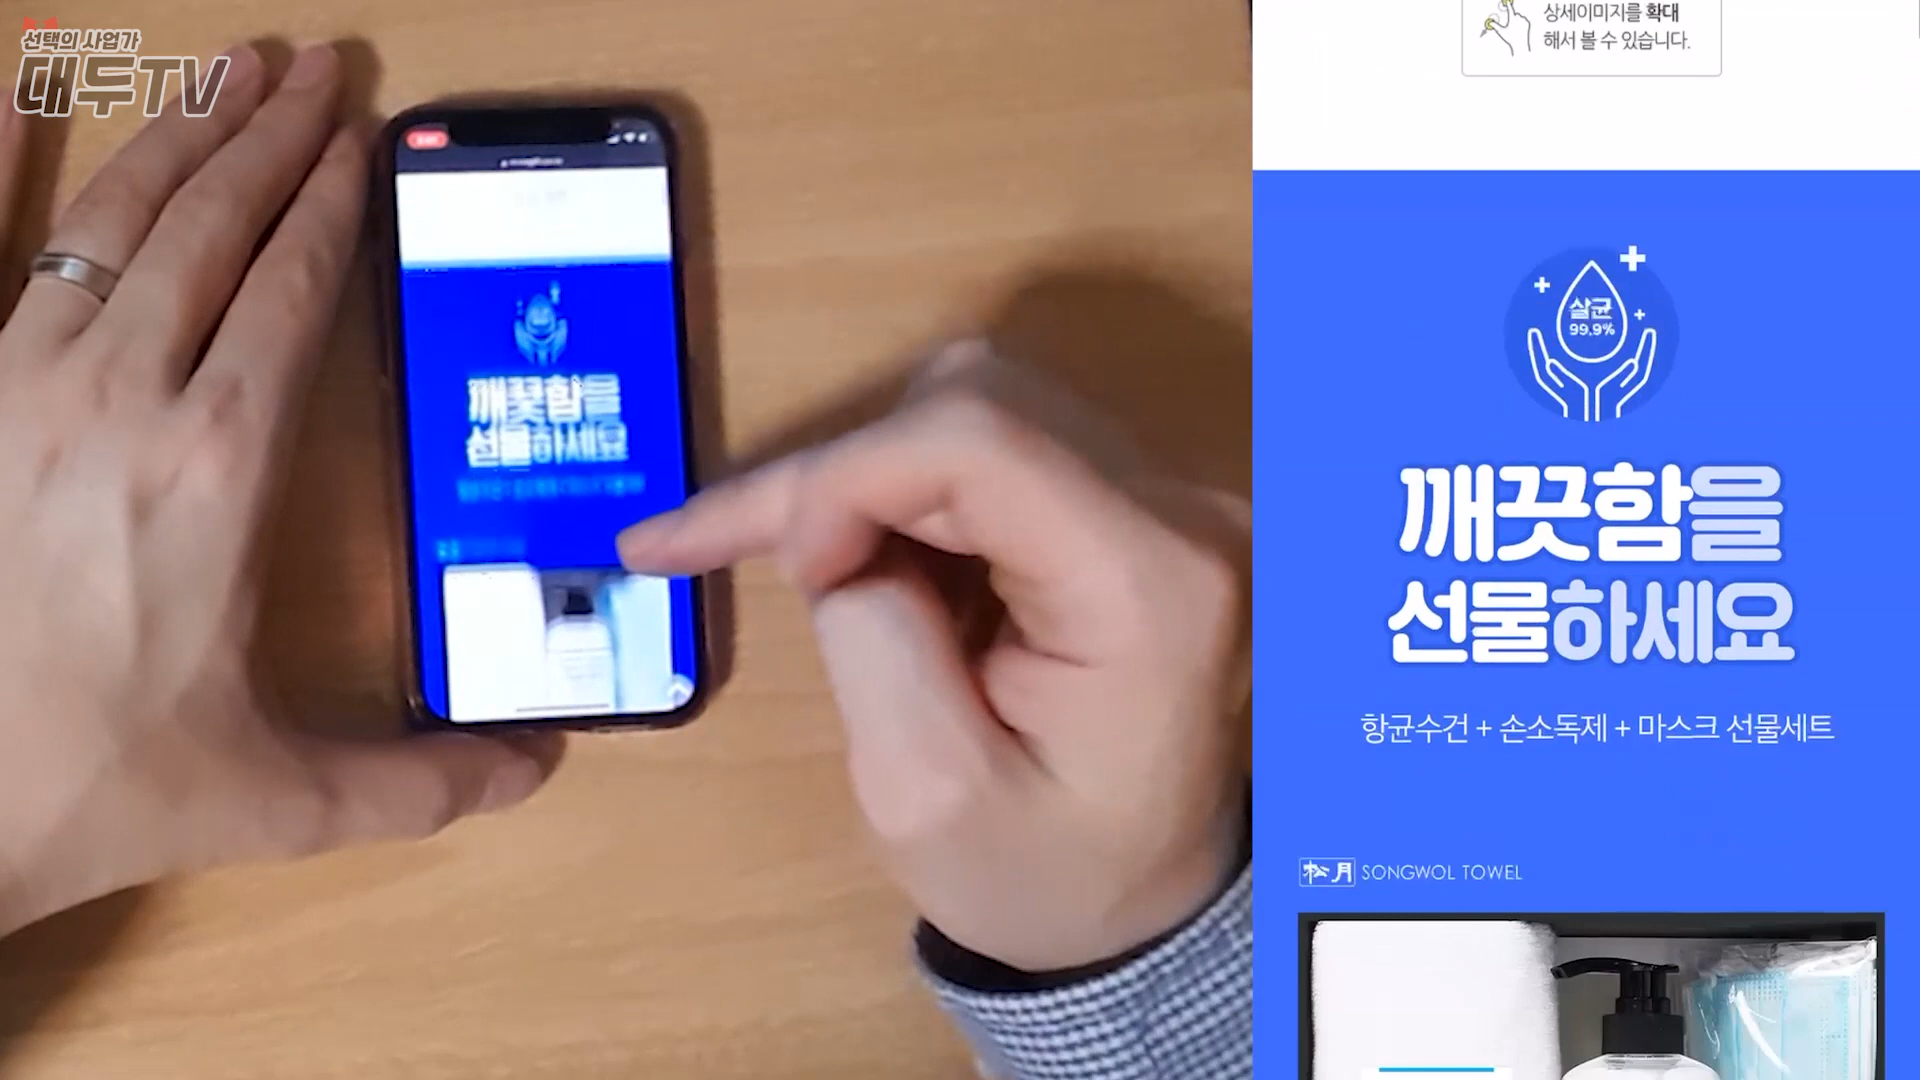 선택의 사업가
대두TV
깨끗함을
선물하세요
상세이미지를 확대
해서 볼 수 있습니다.
살균
99.9%
깨끗함을
선물하세요
항균수건 + 손소독제 + 마스크 선물세트
松月 SONGWOL TOWEL